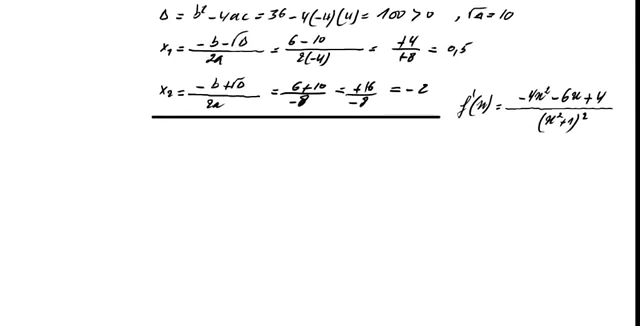 Δ = b² - 4ac = 36 - 4(-4)(4) = 100 > 0 , √Δ = 10
x₁ = (-b - √Δ)/2a = (6 - 10)/2(-4) = +4/+8 = 0,5
x₂ = (-b + √Δ)/2a = (6 + 10)/-8 = +16/-8 = -2
f'(x) = (-4x² - 6x + 4)/(x² + 1)²